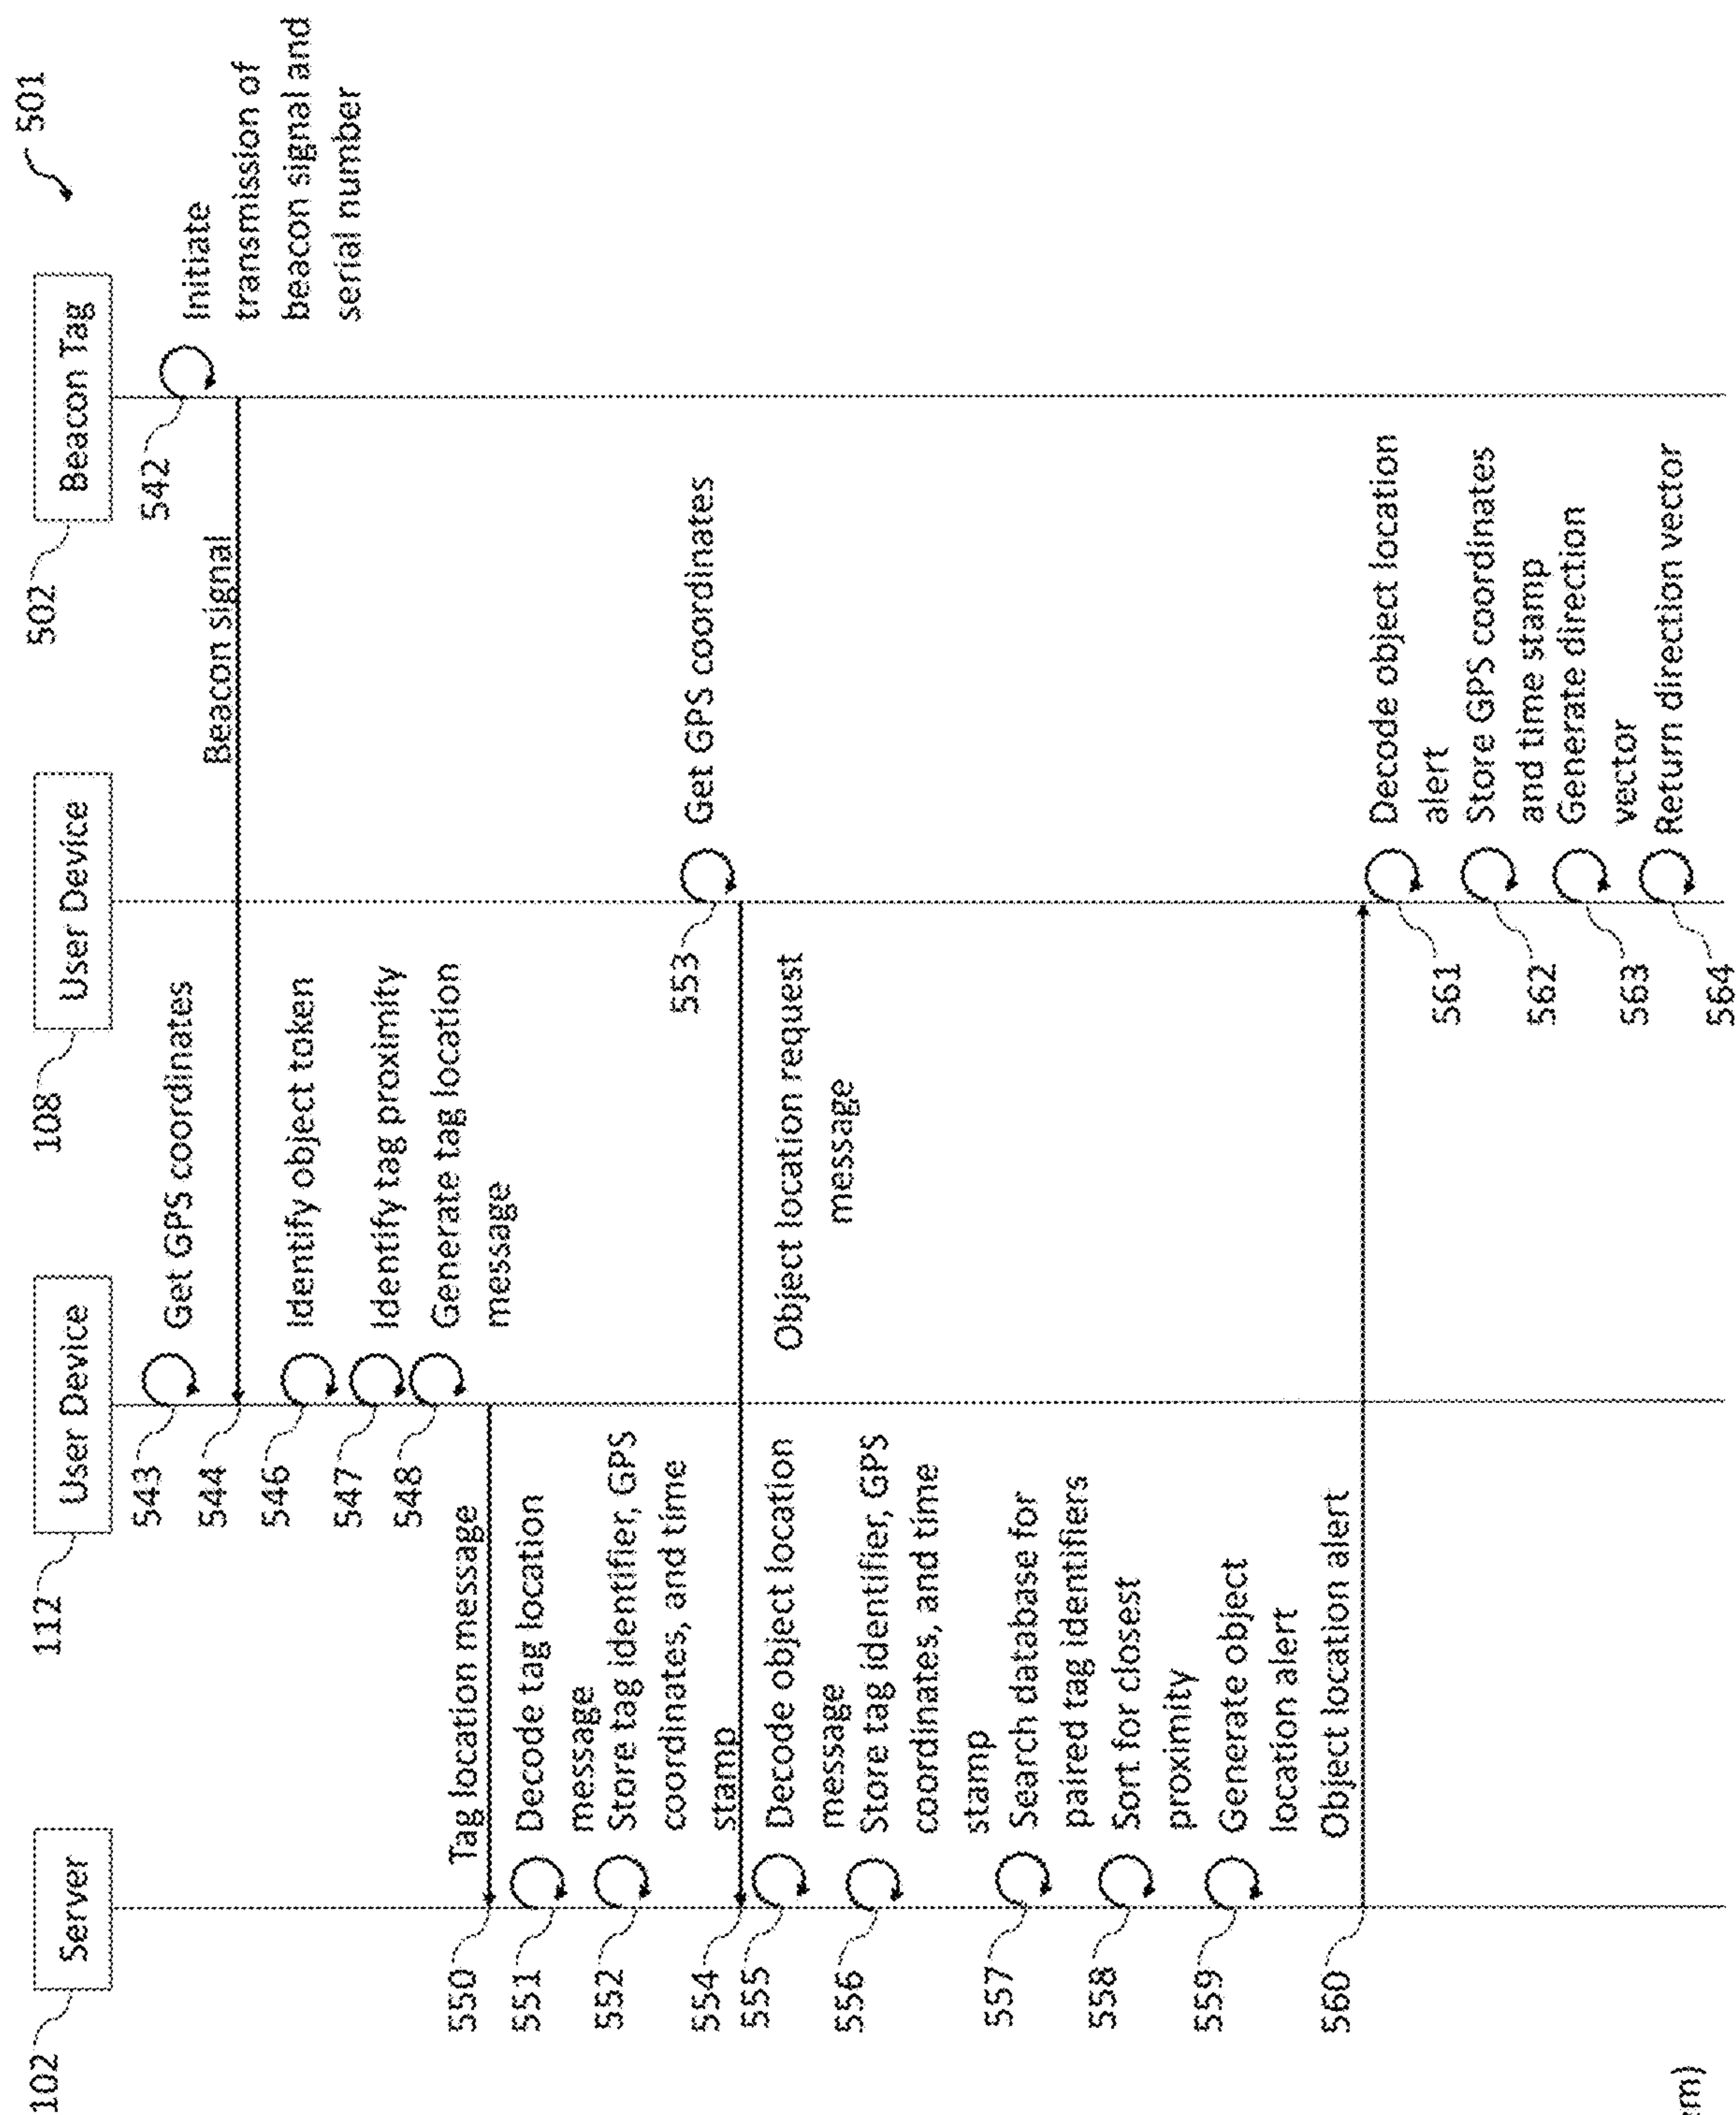 501
102
Server
112
User Device
108
User Device
502
Beacon Tag
542
Initiate
transmission of
beacon signal and
serial number
543
Get GPS coordinates
544
Beacon signal
546
Identify object token
547
Identify tag proximity
548
Generate tag location
message
550
Tag location message
551
Decode tag location
message
552
Store tag identifier, GPS
coordinates, and time
stamp
553
Get GPS coordinates
554
Object location request
message
555
Decode object location
message
556
Store tag identifier, GPS
coordinates, and time
stamp
557
Search database for
paired tag identifiers
558
Sort for closest
proximity
559
Generate object
location alert
560
Object location alert
561
Decode object location
alert
562
Store GPS coordinates
and time stamp
563
Generate direction
vector
564
Return direction vector